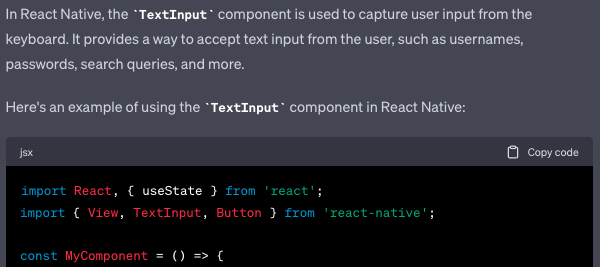 In React Native, the `TextInput` component is used to capture user input from the
keyboard. It provides a way to accept text input from the user, such as usernames,
passwords, search queries, and more.
Here's an example of using the `TextInput` component in React Native:
jsx Copy code
import React, { useState } from 'react';
import { View, TextInput, Button } from 'react-native';
const MyComponent = () => {